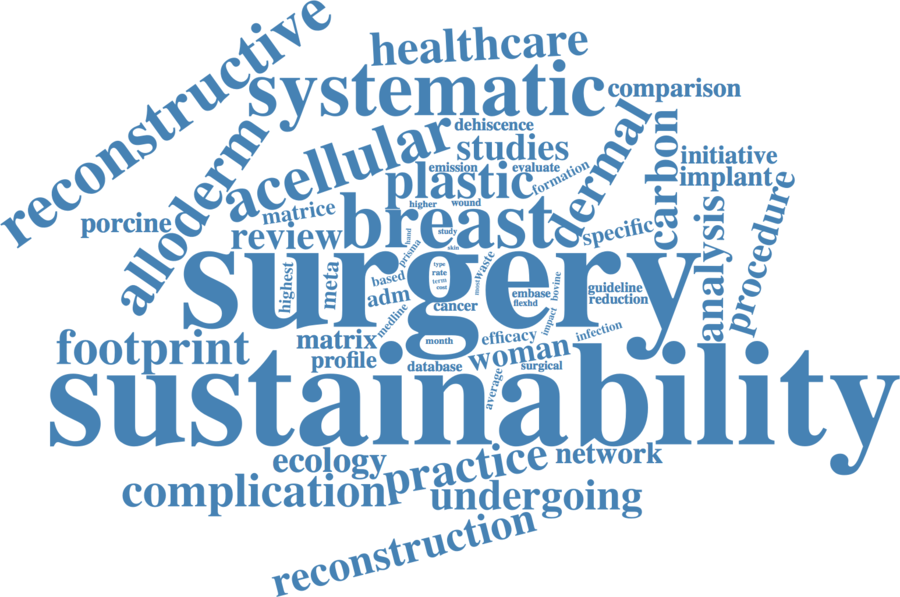 reconstructive
healthcare
systematic
comparison
dehiscence
acellular
studies
dermal
carbon
alloderm
emission
evaluate
plastic
formation
initiative
implant
higher
wound
matrice
porcine
review
breast
specific
procedure
analysis
hand
study
skin
prisma
surgery
highest
meta
based
adm
type
rate
term
cost
most
waste
cancer
embase
flexhd
bovine
guideline
reduction
medline
impact
infection
footprint
matrix
profile
month
efficacy
woman
database
surgical
average
sustainability
ecology
practice
network
complication
undergoing
reconstruction